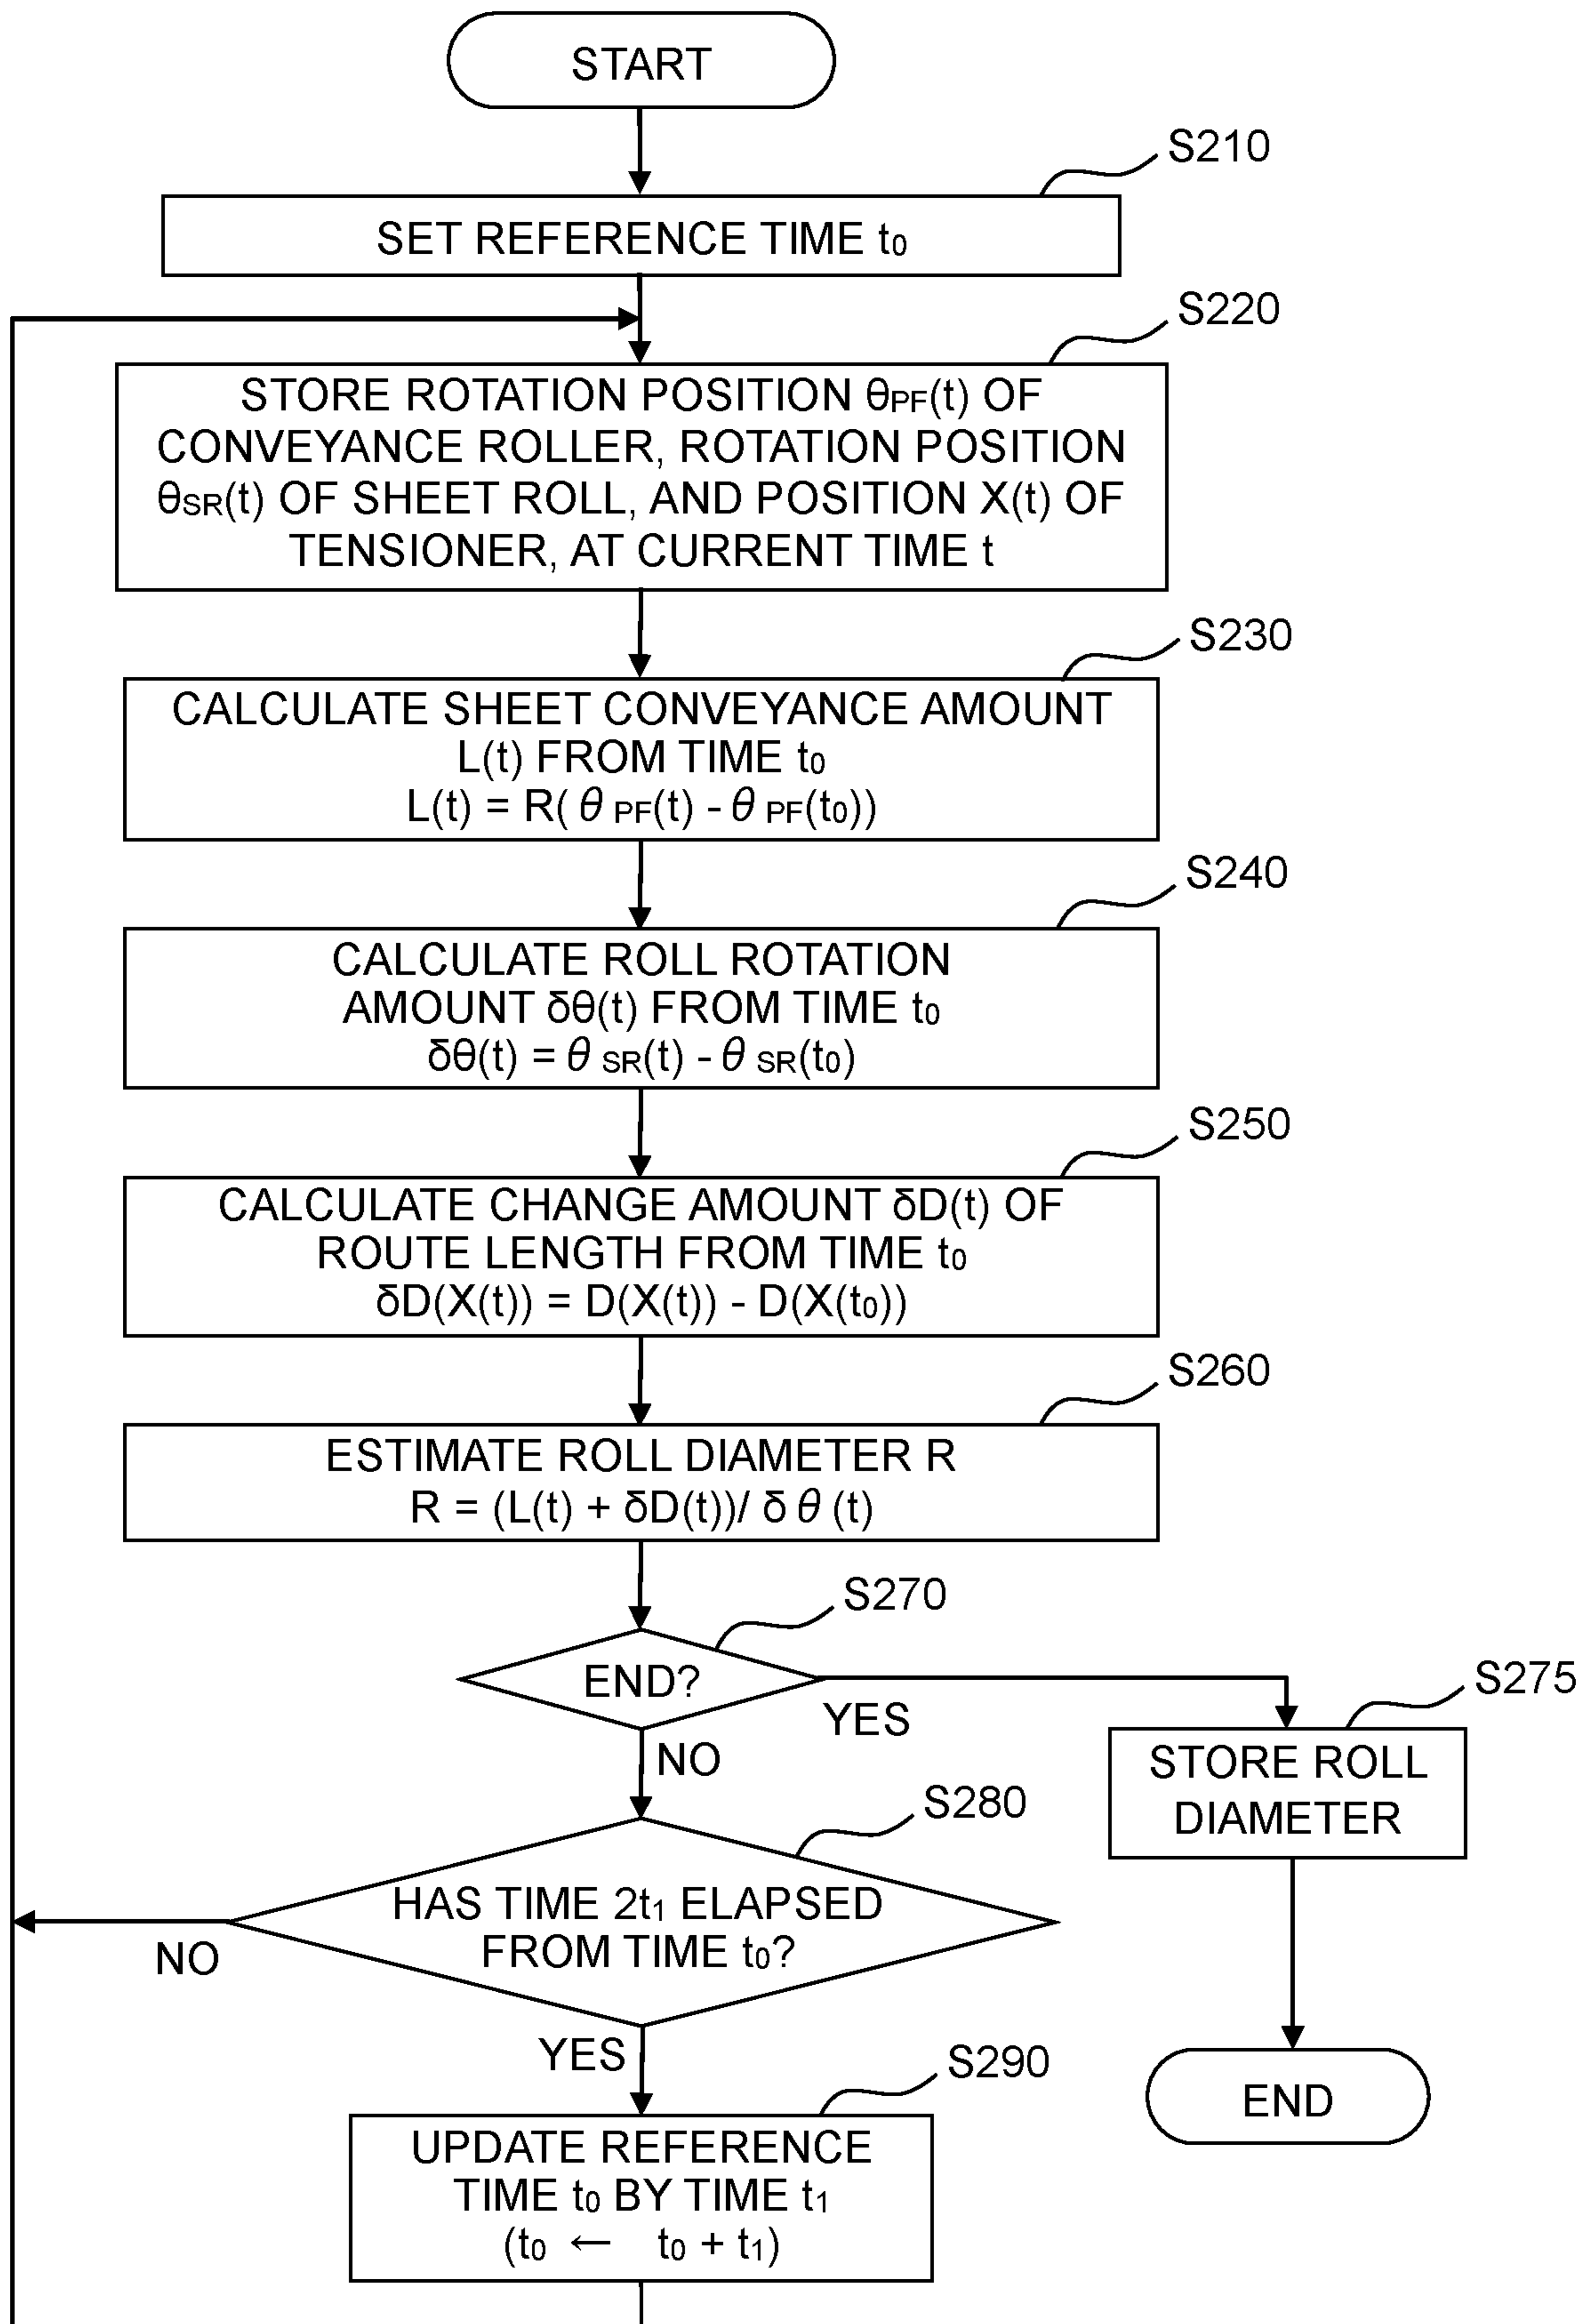 START
S210
SET REFERENCE TIME t₀
S220
STORE ROTATION POSITION θPF(t) OF
CONVEYANCE ROLLER, ROTATION POSITION
θSR(t) OF SHEET ROLL, AND POSITION X(t) OF
TENSIONER, AT CURRENT TIME t
S230
CALCULATE SHEET CONVEYANCE AMOUNT
L(t) FROM TIME t₀
L(t) = R( θ PF(t) - θ PF(t₀))
S240
CALCULATE ROLL ROTATION
AMOUNT δθ(t) FROM TIME t₀
δθ(t) = θ SR(t) - θ SR(t₀)
S250
CALCULATE CHANGE AMOUNT δD(t) OF
ROUTE LENGTH FROM TIME t₀
δD(X(t)) = D(X(t)) - D(X(t₀))
S260
ESTIMATE ROLL DIAMETER R
R = (L(t) + δD(t))/ δ θ (t)
S270
END?
YES
NO
S275
STORE ROLL
DIAMETER
S280
HAS TIME 2t₁ ELAPSED
FROM TIME t₀?
NO
YES
S290
UPDATE REFERENCE
TIME t₀ BY TIME t₁
(t₀ ← t₀ + t₁)
END